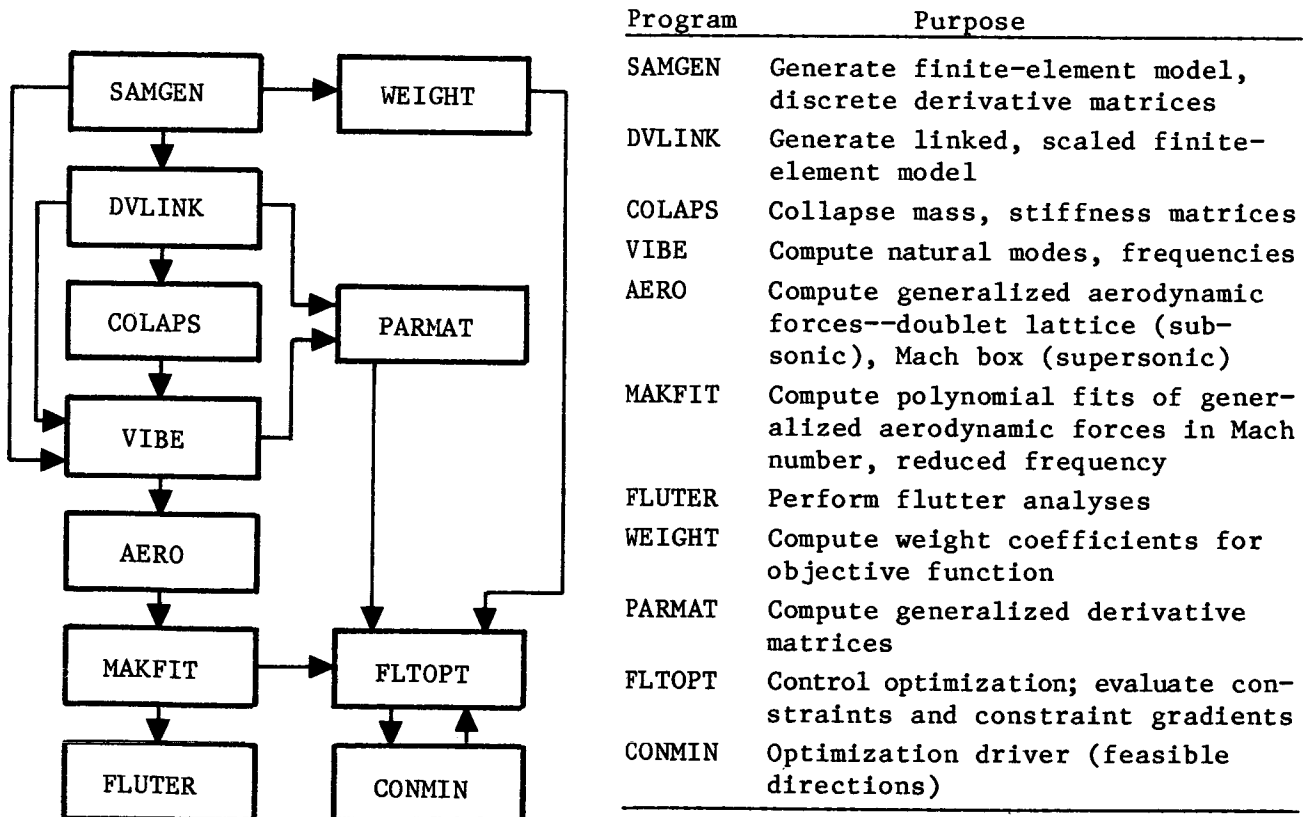 SAMGEN
WEIGHT
DVLINK
COLAPS
PARMAT
VIBE
AERO
MAKFIT
FLTOPT
FLUTER
CONMIN
Program Purpose
SAMGEN Generate finite-element model,
discrete derivative matrices
DVLINK Generate linked, scaled finite-
element model
COLAPS Collapse mass, stiffness matrices
VIBE Compute natural modes, frequencies
AERO Compute generalized aerodynamic
forces--doublet lattice (sub-
sonic), Mach box (supersonic)
MAKFIT Compute polynomial fits of gener-
alized aerodynamic forces in Mach
number, reduced frequency
FLUTER Perform flutter analyses
WEIGHT Compute weight coefficients for
objective function
PARMAT Compute generalized derivative
matrices
FLTOPT Control optimization; evaluate con-
straints and constraint gradients
CONMIN Optimization driver (feasible
directions)